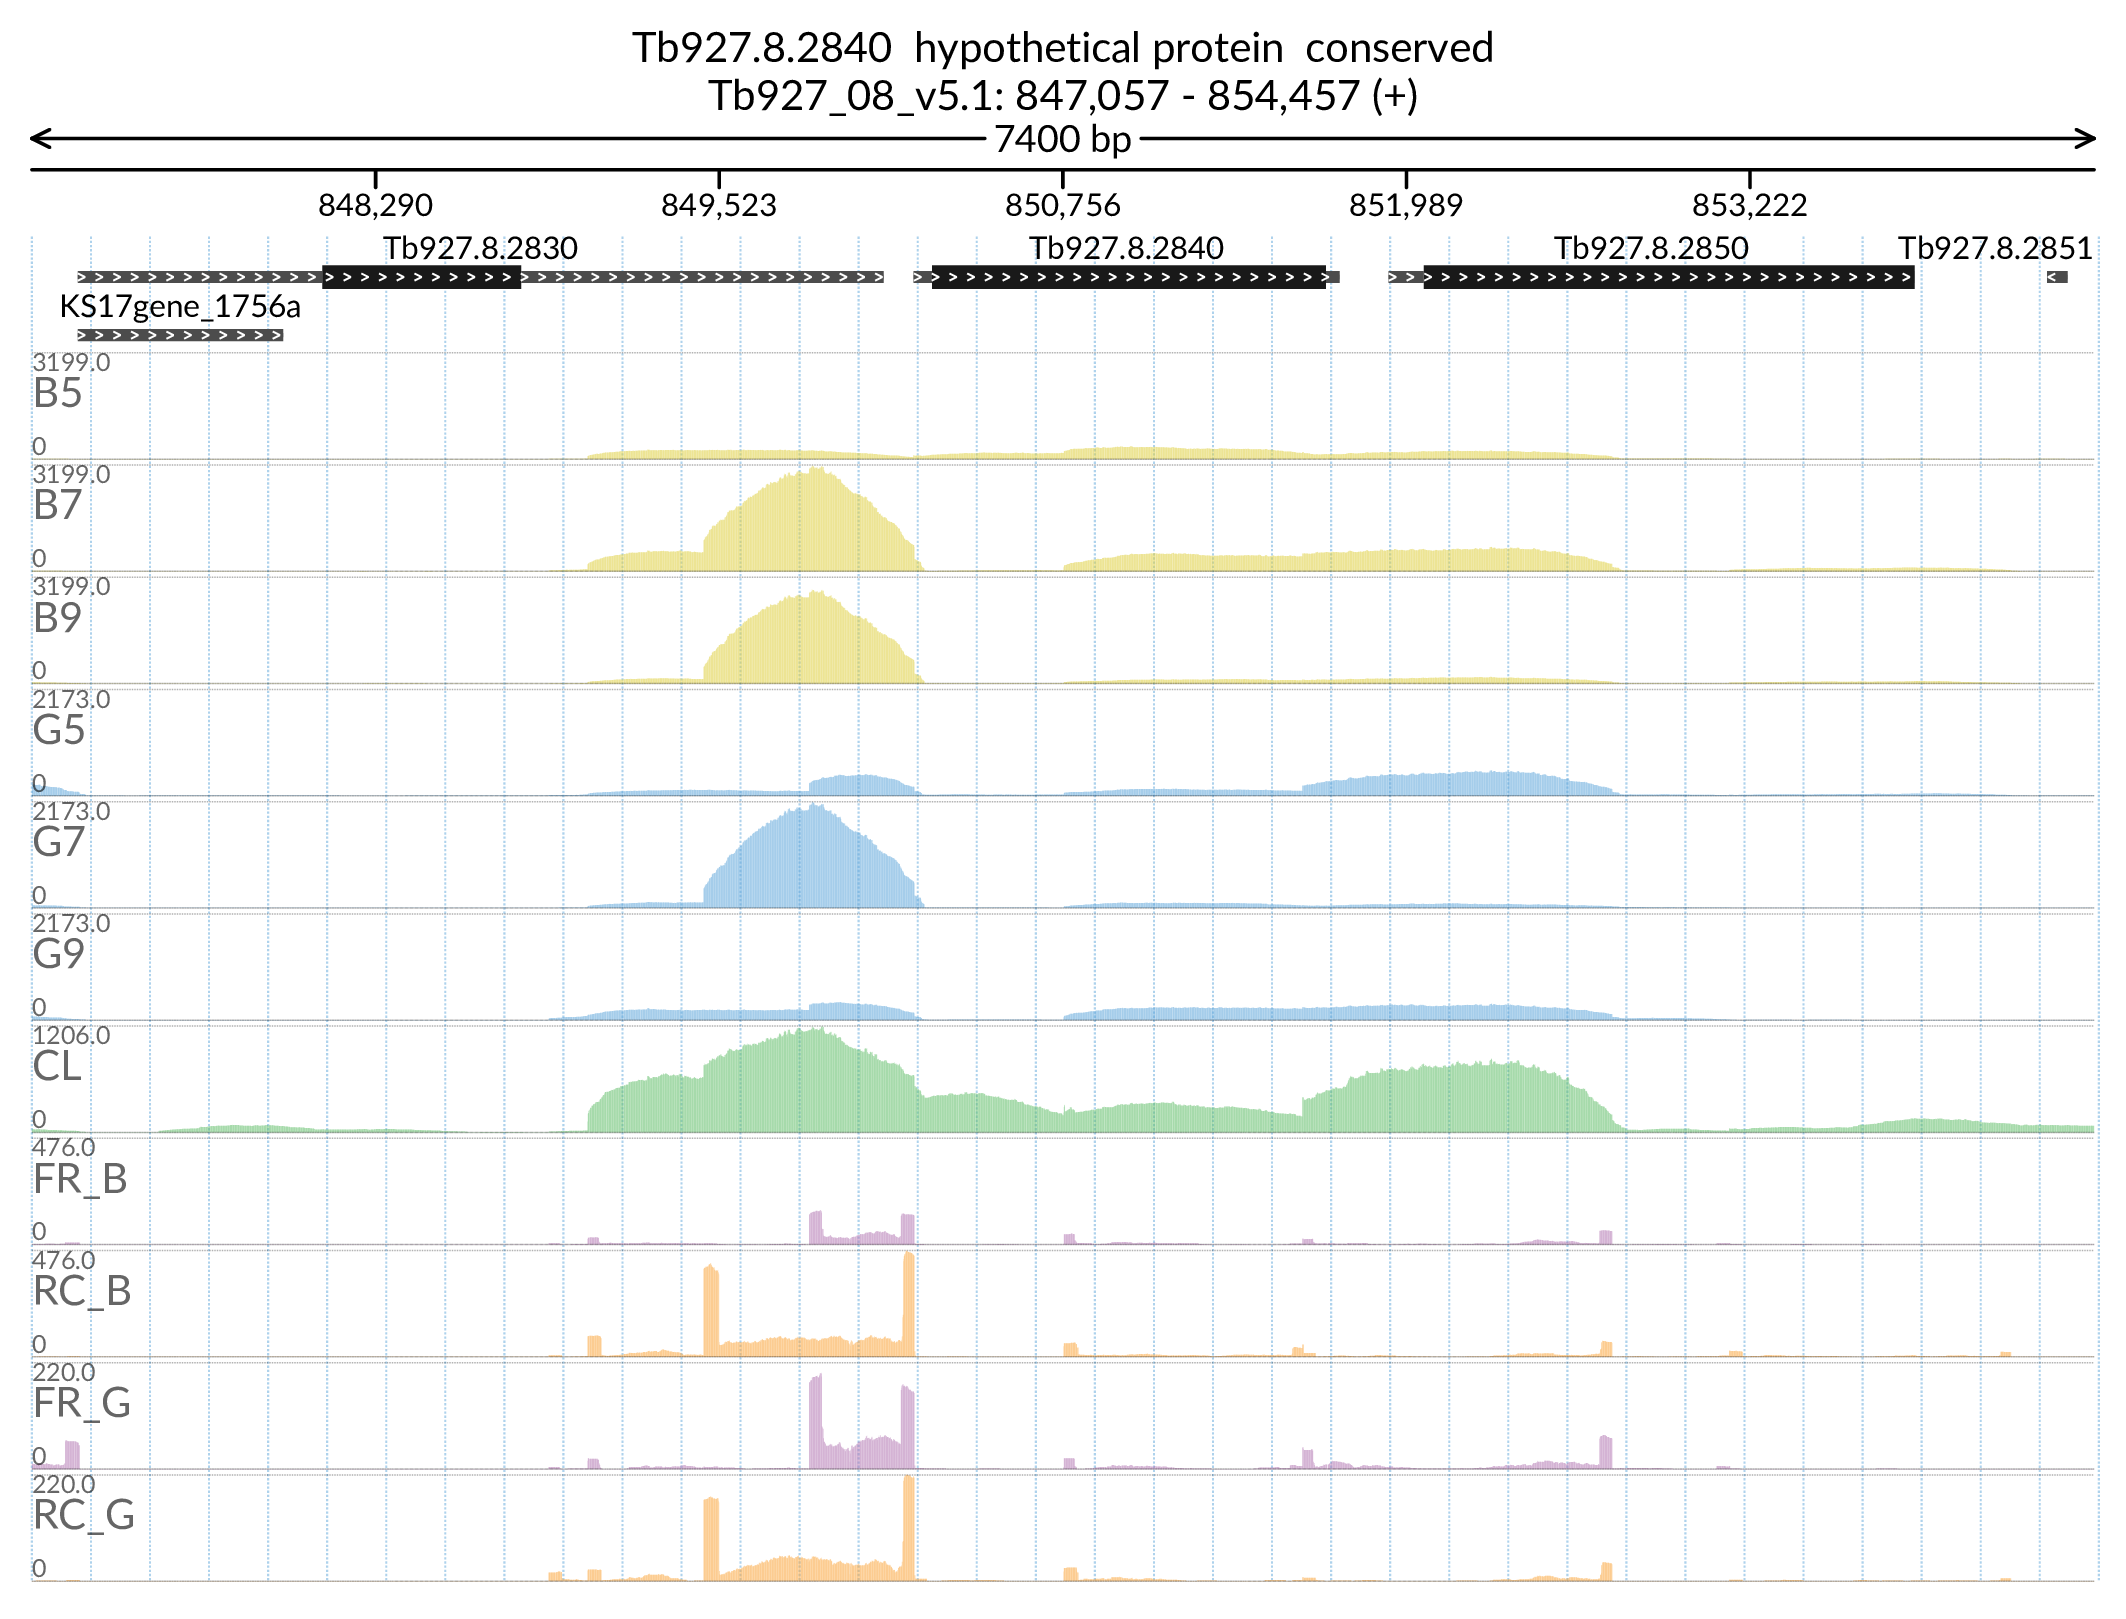 Tb927.8.2840  hypothetical protein  conserved
Tb927_08_v5.1: 847,057 - 854,457 (+)
7400 bp
848,290 849,523 850,756 851,989 853,222
Tb927.8.2830 Tb927.8.2840 Tb927.8.2850 Tb927.8.2851
KS17gene_1756a
3199.0
B5
0
3199.0
B7
0
3199.0
B9
0
2173.0
G5
0
2173.0
G7
0
2173.0
G9
0
1206.0
CL
0
476.0
FR_B
0
476.0
RC_B
0
220.0
FR_G
0
220.0
RC_G
0